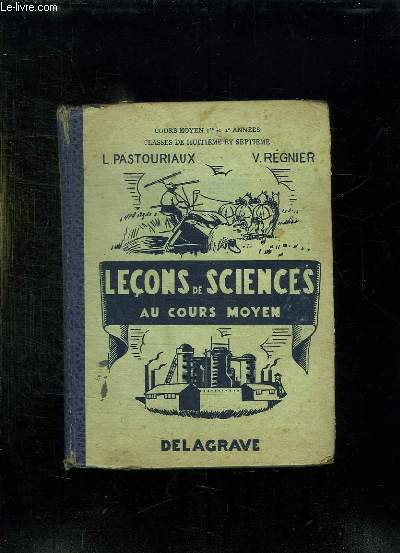 COURS MOYEN 1re et 2e ANNÉES
CLASSES DE HUITIÈME ET SEPTIÈME
L. PASTOURIAUX V. RÉGNIER
LEÇONS DE SCIENCES
AU COURS MOYEN
DELAGRAVE
le-livre